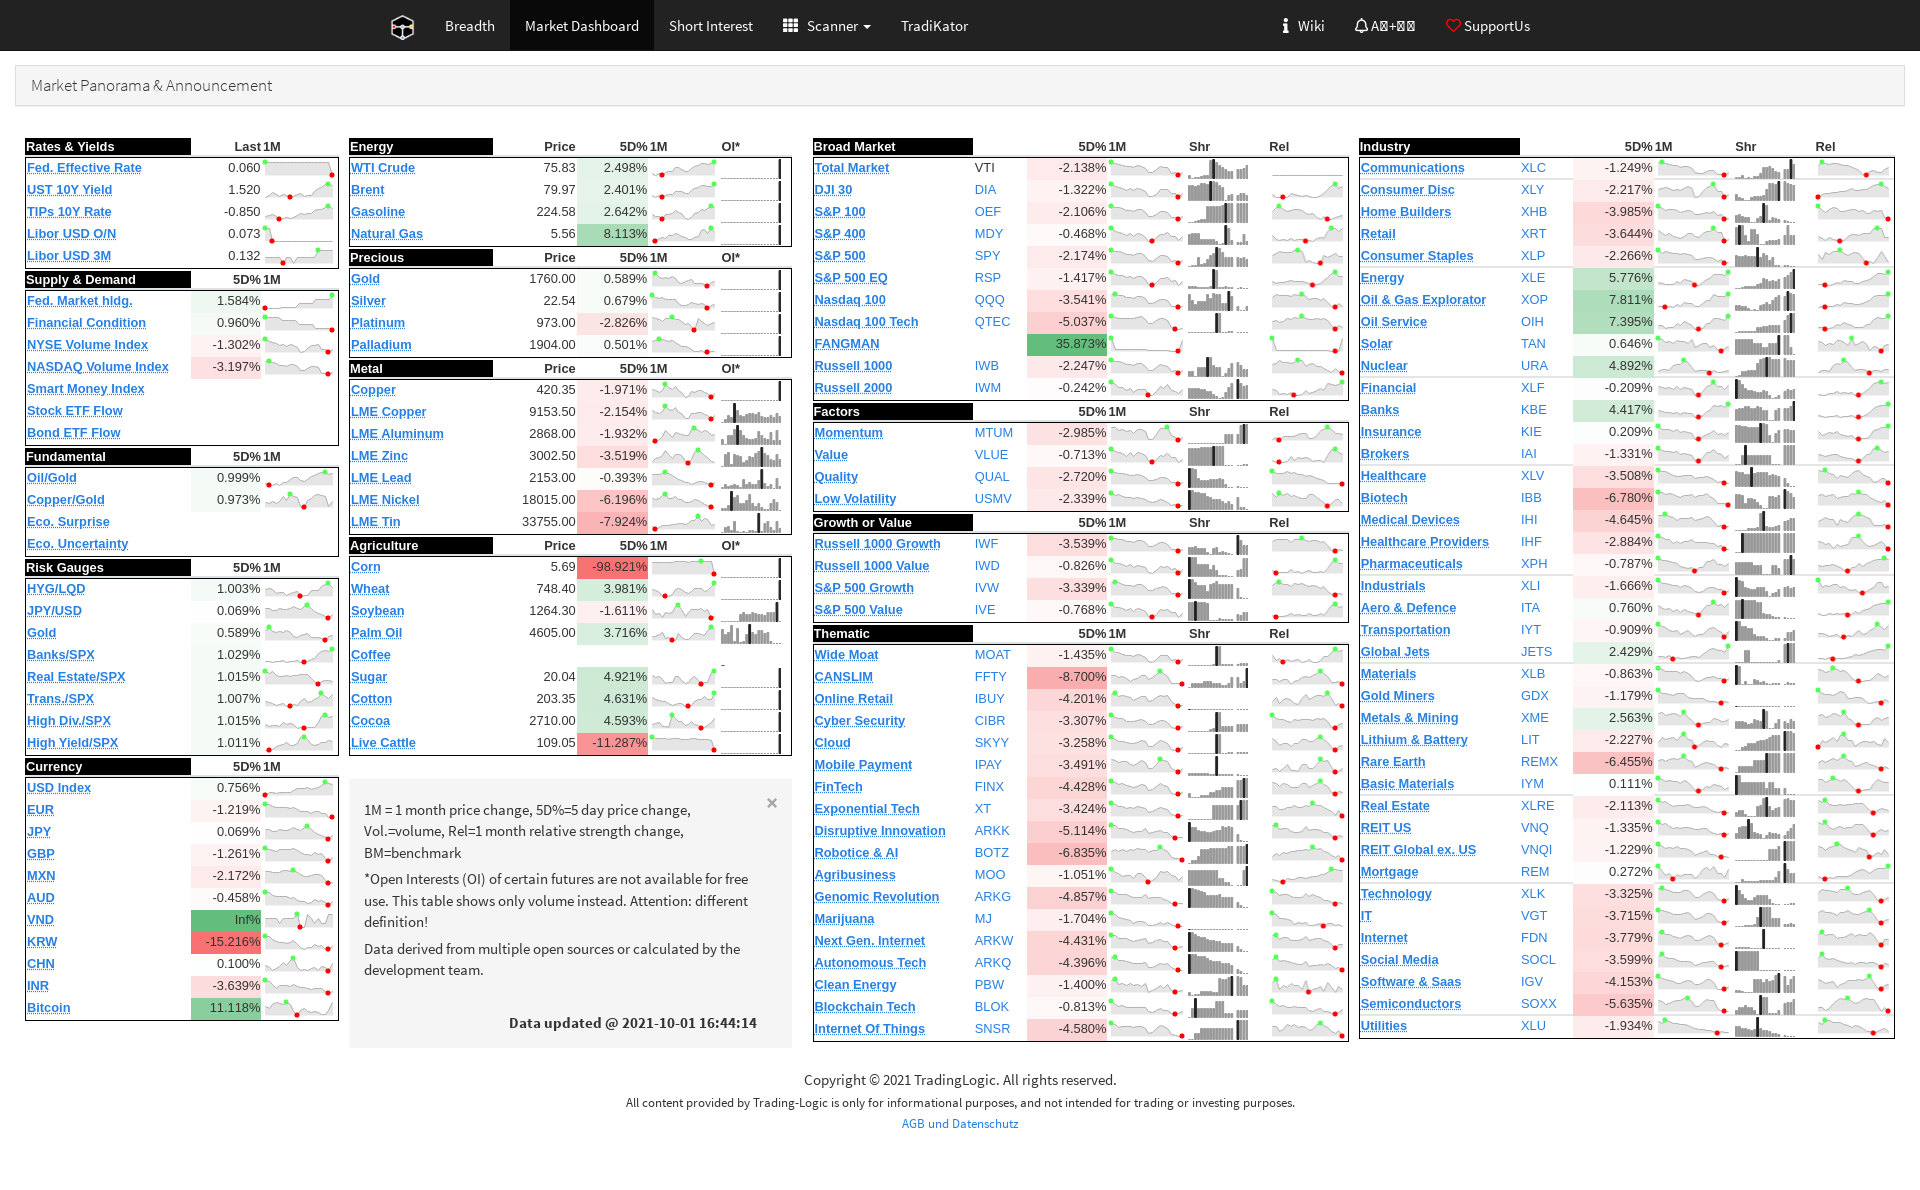 Breadth Market Dashboard Short Interest Scanner TradiKator Wiki SupportUs
Market Panorama & Announcement
Rates & Yields Last 1M
Fed. Effective Rate 0.060
UST 10Y Yield 1.520
TIPs 10Y Rate -0.850
Libor USD O/N 0.073
Libor USD 3M 0.132
Supply & Demand 5D% 1M
Fed. Market hldg. 1.584%
Financial Condition 0.960%
NYSE Volume Index -1.302%
NASDAQ Volume Index -3.197%
Smart Money Index
Stock ETF Flow
Bond ETF Flow
Fundamental 5D% 1M
Oil/Gold 0.999%
Copper/Gold 0.973%
Eco. Surprise
Eco. Uncertainty
Risk Gauges 5D% 1M
HYG/LQD 1.003%
JPY/USD 0.069%
Gold 0.589%
Banks/SPX 1.029%
Real Estate/SPX 1.015%
Trans./SPX 1.007%
High Div./SPX 1.015%
High Yield/SPX 1.011%
Currency 5D% 1M
USD Index 0.756%
EUR -1.219%
JPY 0.069%
GBP -1.261%
MXN -2.172%
AUD -0.458%
VND Inf%
KRW -15.216%
CHN 0.100%
INR -3.639%
Bitcoin 11.118%
Energy Price 5D% 1M OI*
WTI Crude 75.83 2.498%
Brent 79.97 2.401%
Gasoline 224.58 2.642%
Natural Gas 5.56 8.113%
Precious Price 5D% 1M OI*
Gold 1760.00 0.589%
Silver 22.54 0.679%
Platinum 973.00 -2.826%
Palladium 1904.00 0.501%
Metal Price 5D% 1M OI*
Copper 420.35 -1.971%
LME Copper 9153.50 -2.154%
LME Aluminum 2868.00 -1.932%
LME Zinc 3002.50 -3.519%
LME Lead 2153.00 -0.393%
LME Nickel 18015.00 -6.196%
LME Tin 33755.00 -7.924%
Agriculture Price 5D% 1M OI*
Corn 5.69 -98.921%
Wheat 748.40 3.981%
Soybean 1264.30 -1.611%
Palm Oil 4605.00 3.716%
Coffee
Sugar 20.04 4.921%
Cotton 203.35 4.631%
Cocoa 2710.00 4.593%
Live Cattle 109.05 -11.287%
×
1M = 1 month price change, 5D%=5 day price change,
Vol.=volume, Rel=1 month relative strength change,
BM=benchmark
*Open Interests (OI) of certain futures are not available for free
use. This table shows only volume instead. Attention: different
definition!
Data derived from multiple open sources or calculated by the
development team.
Data updated @ 2021-10-01 16:44:14
Broad Market 5D% 1M Shr Rel
Total Market VTI -2.138%
DJI 30 DIA -1.322%
S&P 100 OEF -2.106%
S&P 400 MDY -0.468%
S&P 500 SPY -2.174%
S&P 500 EQ RSP -1.417%
Nasdaq 100 QQQ -3.541%
Nasdaq 100 Tech QTEC -5.037%
FANGMAN 35.873%
Russell 1000 IWB -2.247%
Russell 2000 IWM -0.242%
Factors 5D% 1M Shr Rel
Momentum MTUM -2.985%
Value VLUE -0.713%
Quality QUAL -2.720%
Low Volatility USMV -2.339%
Growth or Value 5D% 1M Shr Rel
Russell 1000 Growth IWF -3.539%
Russell 1000 Value IWD -0.826%
S&P 500 Growth IVW -3.339%
S&P 500 Value IVE -0.768%
Thematic 5D% 1M Shr Rel
Wide Moat MOAT -1.435%
CANSLIM FFTY -8.700%
Online Retail IBUY -4.201%
Cyber Security CIBR -3.307%
Cloud SKYY -3.258%
Mobile Payment IPAY -3.491%
FinTech FINX -4.428%
Exponential Tech XT -3.424%
Disruptive Innovation ARKK -5.114%
Robotice & AI BOTZ -6.835%
Agribusiness MOO -1.051%
Genomic Revolution ARKG -4.857%
Marijuana MJ -1.704%
Next Gen. Internet ARKW -4.431%
Autonomous Tech ARKQ -4.396%
Clean Energy PBW -1.400%
Blockchain Tech BLOK -0.813%
Internet Of Things SNSR -4.580%
Industry 5D% 1M Shr Rel
Communications XLC -1.249%
Consumer Disc XLY -2.217%
Home Builders XHB -3.985%
Retail XRT -3.644%
Consumer Staples XLP -2.266%
Energy XLE 5.776%
Oil & Gas Explorator XOP 7.811%
Oil Service OIH 7.395%
Solar TAN 0.646%
Nuclear URA 4.892%
Financial XLF -0.209%
Banks KBE 4.417%
Insurance KIE 0.209%
Brokers IAI -1.331%
Healthcare XLV -3.508%
Biotech IBB -6.780%
Medical Devices IHI -4.645%
Healthcare Providers IHF -2.884%
Pharmaceuticals XPH -0.787%
Industrials XLI -1.666%
Aero & Defence ITA 0.760%
Transportation IYT -0.909%
Global Jets JETS 2.429%
Materials XLB -0.863%
Gold Miners GDX -1.179%
Metals & Mining XME 2.563%
Lithium & Battery LIT -2.227%
Rare Earth REMX -6.455%
Basic Materials IYM 0.111%
Real Estate XLRE -2.113%
REIT US VNQ -1.335%
REIT Global ex. US VNQI -1.229%
Mortgage REM 0.272%
Technology XLK -3.325%
IT VGT -3.715%
Internet FDN -3.779%
Social Media SOCL -3.599%
Software & Saas IGV -4.153%
Semiconductors SOXX -5.635%
Utilities XLU -1.934%
Copyright © 2021 TradingLogic. All rights reserved.
All content provided by Trading-Logic is only for informational purposes, and not intended for trading or investing purposes.
AGB und Datenschutz